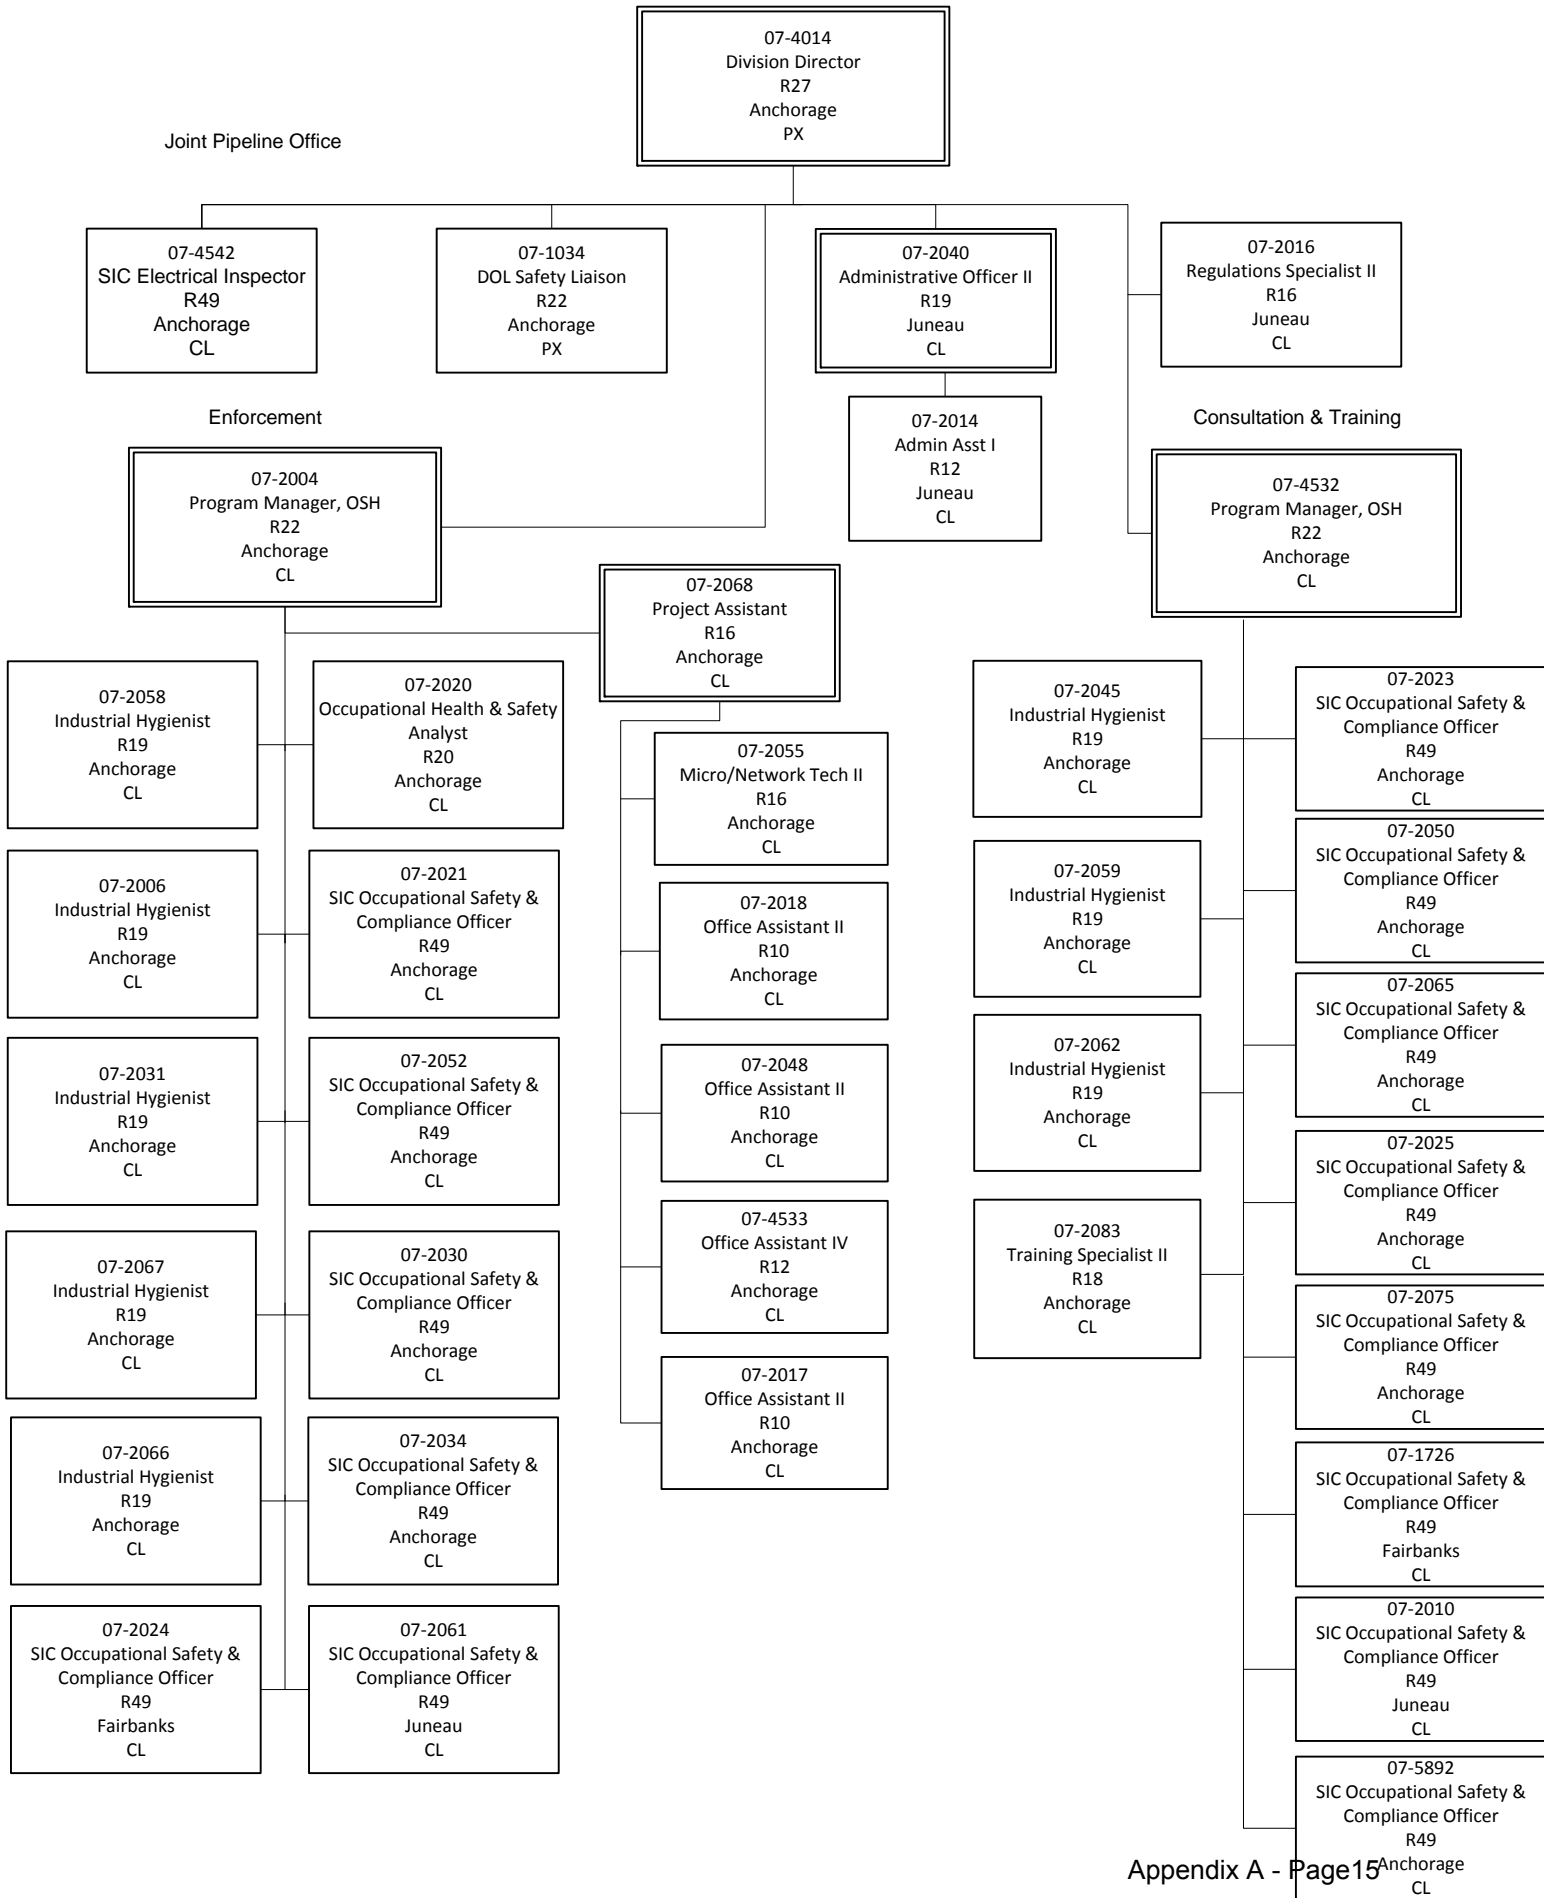 07-4014
Division Director
R27
Anchorage
PX
Joint Pipeline Office
07-4542
SIC Electrical Inspector
R49
Anchorage
CL
07-1034
DOL Safety Liaison
R22
Anchorage
PX
07-2040
Administrative Officer II
R19
Juneau
CL
07-2016
Regulations Specialist II
R16
Juneau
CL
07-2014
Admin Asst I
R12
Juneau
CL
Enforcement
07-2004
Program Manager, OSH
R22
Anchorage
CL
Consultation & Training
07-4532
Program Manager, OSH
R22
Anchorage
CL
07-2068
Project Assistant
R16
Anchorage
CL
07-2058
Industrial Hygienist
R19
Anchorage
CL
07-2020
Occupational Health & Safety
Analyst
R20
Anchorage
CL
07-2006
Industrial Hygienist
R19
Anchorage
CL
07-2021
SIC Occupational Safety &
Compliance Officer
R49
Anchorage
CL
07-2031
Industrial Hygienist
R19
Anchorage
CL
07-2052
SIC Occupational Safety &
Compliance Officer
R49
Anchorage
CL
07-2067
Industrial Hygienist
R19
Anchorage
CL
07-2030
SIC Occupational Safety &
Compliance Officer
R49
Anchorage
CL
07-2066
Industrial Hygienist
R19
Anchorage
CL
07-2034
SIC Occupational Safety &
Compliance Officer
R49
Anchorage
CL
07-2024
SIC Occupational Safety &
Compliance Officer
R49
Fairbanks
CL
07-2061
SIC Occupational Safety &
Compliance Officer
R49
Juneau
CL
07-2055
Micro/Network Tech II
R16
Anchorage
CL
07-2018
Office Assistant II
R10
Anchorage
CL
07-2048
Office Assistant II
R10
Anchorage
CL
07-4533
Office Assistant IV
R12
Anchorage
CL
07-2017
Office Assistant II
R10
Anchorage
CL
07-2045
Industrial Hygienist
R19
Anchorage
CL
07-2059
Industrial Hygienist
R19
Anchorage
CL
07-2062
Industrial Hygienist
R19
Anchorage
CL
07-2083
Training Specialist II
R18
Anchorage
CL
07-2023
SIC Occupational Safety &
Compliance Officer
R49
Anchorage
CL
07-2050
SIC Occupational Safety &
Compliance Officer
R49
Anchorage
CL
07-2065
SIC Occupational Safety &
Compliance Officer
R49
Anchorage
CL
07-2025
SIC Occupational Safety &
Compliance Officer
R49
Anchorage
CL
07-2075
SIC Occupational Safety &
Compliance Officer
R49
Anchorage
CL
07-1726
SIC Occupational Safety &
Compliance Officer
R49
Fairbanks
CL
07-2010
SIC Occupational Safety &
Compliance Officer
R49
Juneau
CL
07-5892
SIC Occupational Safety &
Compliance Officer
R49
Anchorage
CL
Appendix A - Page15